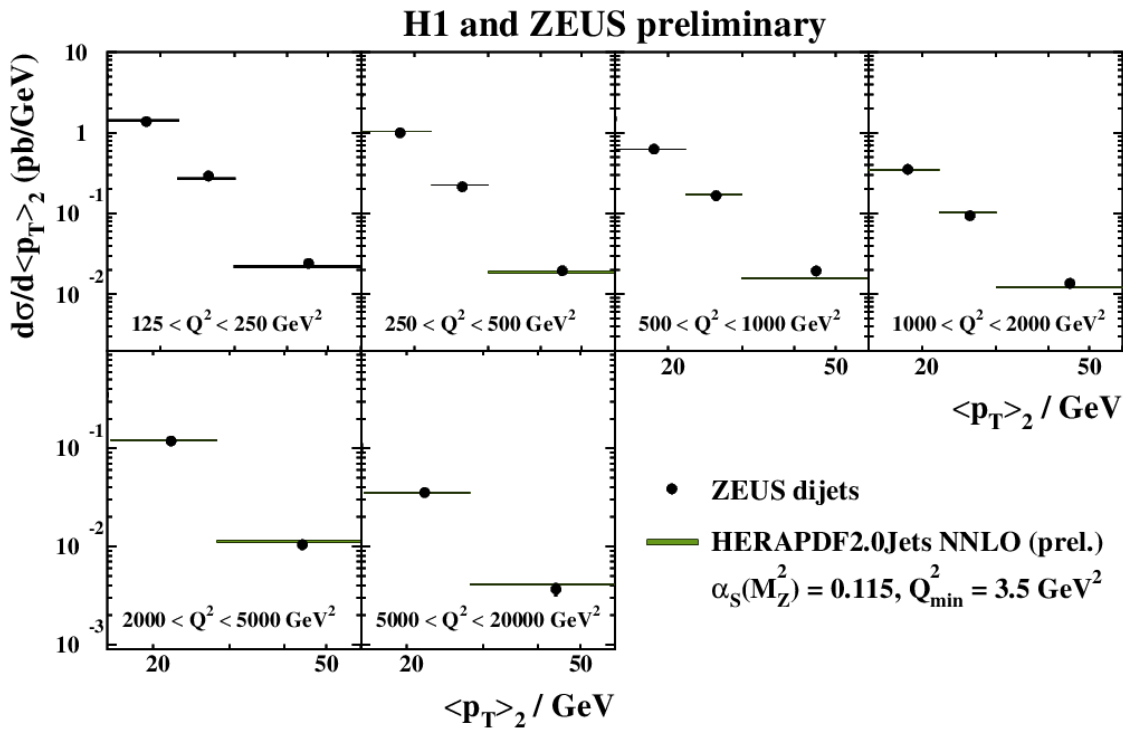 H1 and ZEUS preliminary
dσ/d<p_T>_2 (pb/GeV)
10
1
10^-1
10^-2
125 < Q^2 < 250 GeV^2
250 < Q^2 < 500 GeV^2
500 < Q^2 < 1000 GeV^2
1000 < Q^2 < 2000 GeV^2
20 50 20 50
<p_T>_2 / GeV
10^-1
10^-2
10^-3
2000 < Q^2 < 5000 GeV^2
5000 < Q^2 < 20000 GeV^2
20 50 20 50
<p_T>_2 / GeV
ZEUS dijets
HERAPDF2.0Jets NNLO (prel.)
α_S(M_Z^2) = 0.115, Q_min^2 = 3.5 GeV^2